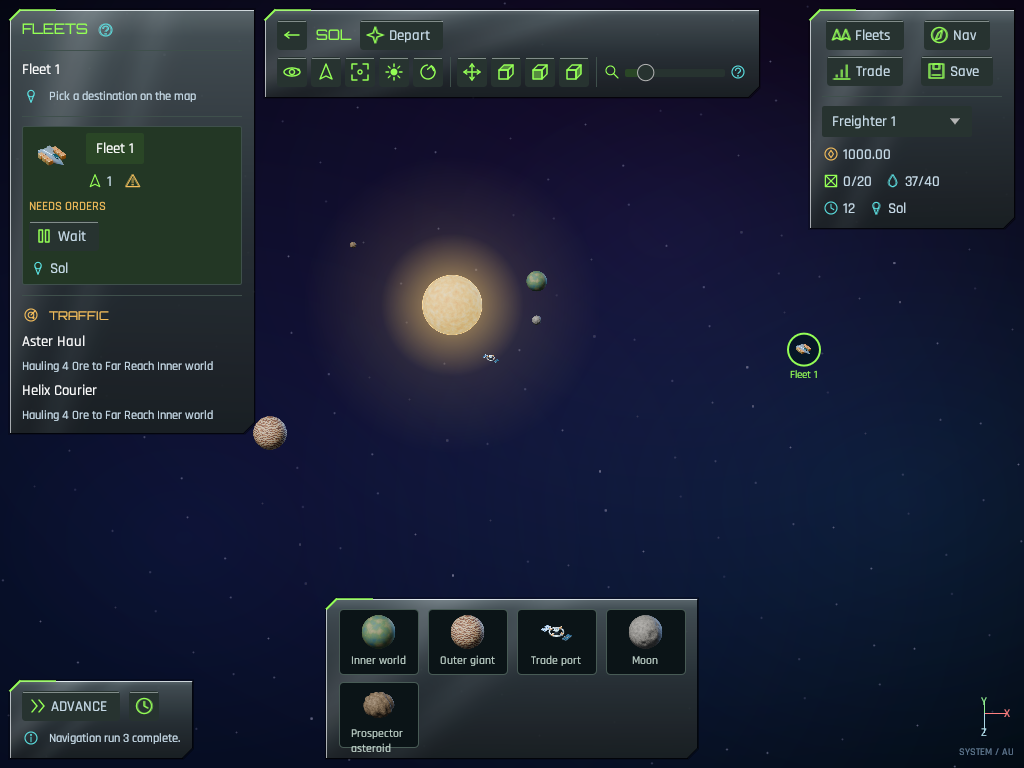 FLEETS
Fleet 1
Pick a destination on the map
Fleet 1
1
NEEDS ORDERS
Wait
Sol
TRAFFIC
Aster Haul
Hauling 4 Ore to Far Reach Inner world
Helix Courier
Hauling 4 Ore to Far Reach Inner world
SOL
Depart
Fleets
Nav
Trade
Save
Freighter 1
1000.00
0/20
37/40
12
Sol
Fleet 1
Inner world
Outer giant
Trade port
Moon
Prospector
asteroid
ADVANCE
Navigation run 3 complete.
Y
X
Z
SYSTEM / AU